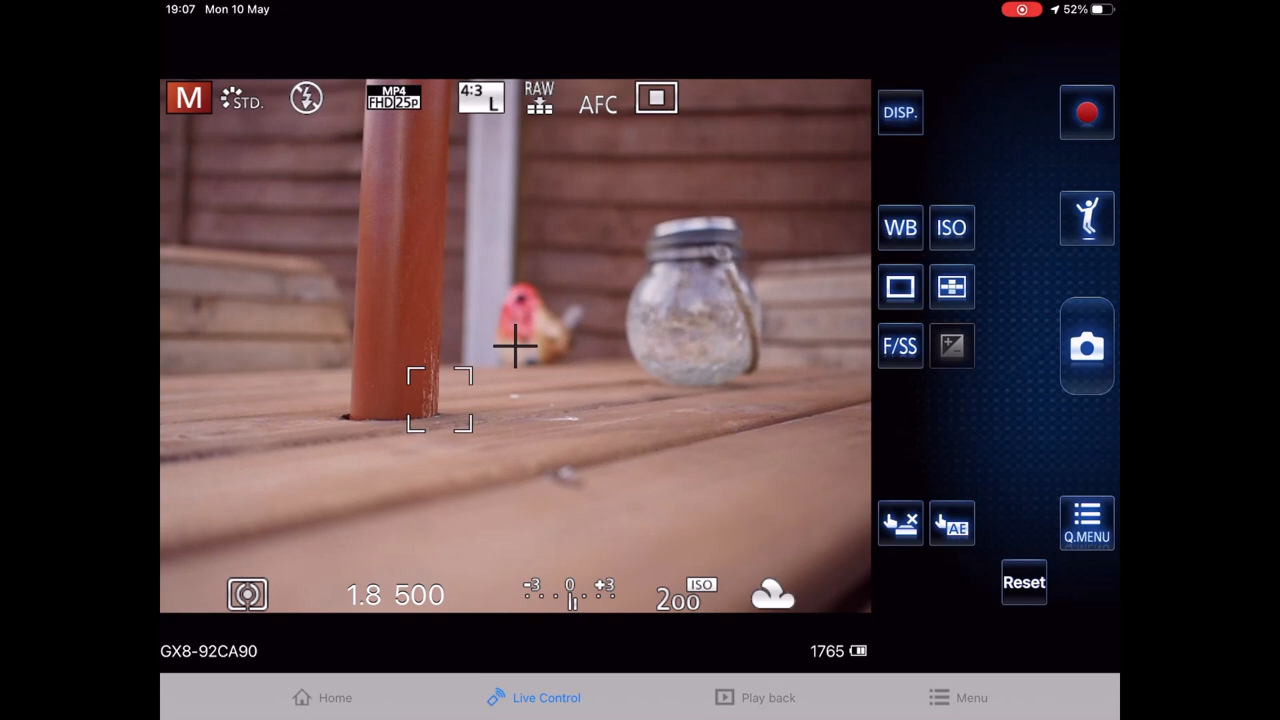 19:07 Mon 10 May
52%
M STD. MP4 FHD 25p 4:3 L RAW AFC
DISP.
WB ISO
F/SS
AE
Q.MENU
Reset
1.8 500 -3 0 +3 200 ISO
GX8-92CA90 1765
Home Live Control Play back Menu